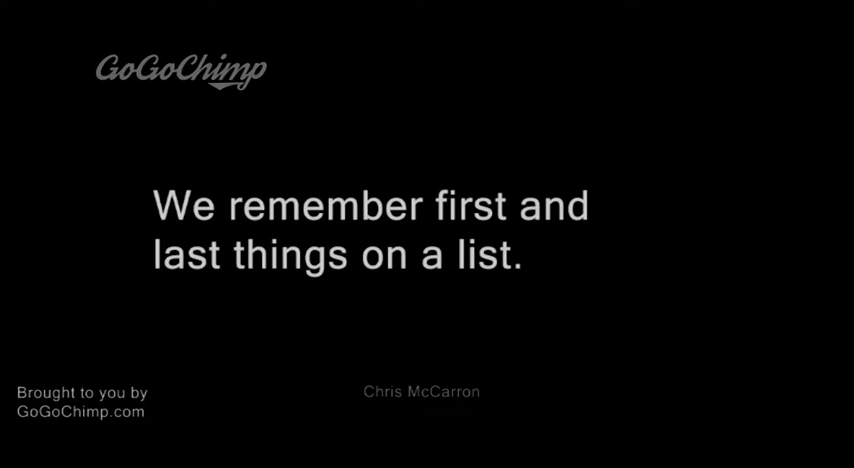 GoGoChimp
We remember first and
last things on a list.
Brought to you by
GoGoChimp.com
Chris McCarron